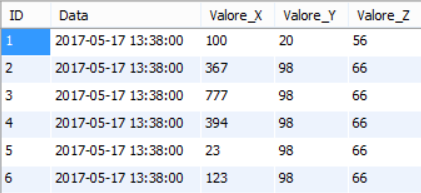 ID Data Valore_X Valore_Y Valore_Z
1 2017-05-17 13:38:00 100 20 56
2 2017-05-17 13:38:00 367 98 66
3 2017-05-17 13:38:00 777 98 66
4 2017-05-17 13:38:00 394 98 66
5 2017-05-17 13:38:00 23 98 66
6 2017-05-17 13:38:00 123 98 66